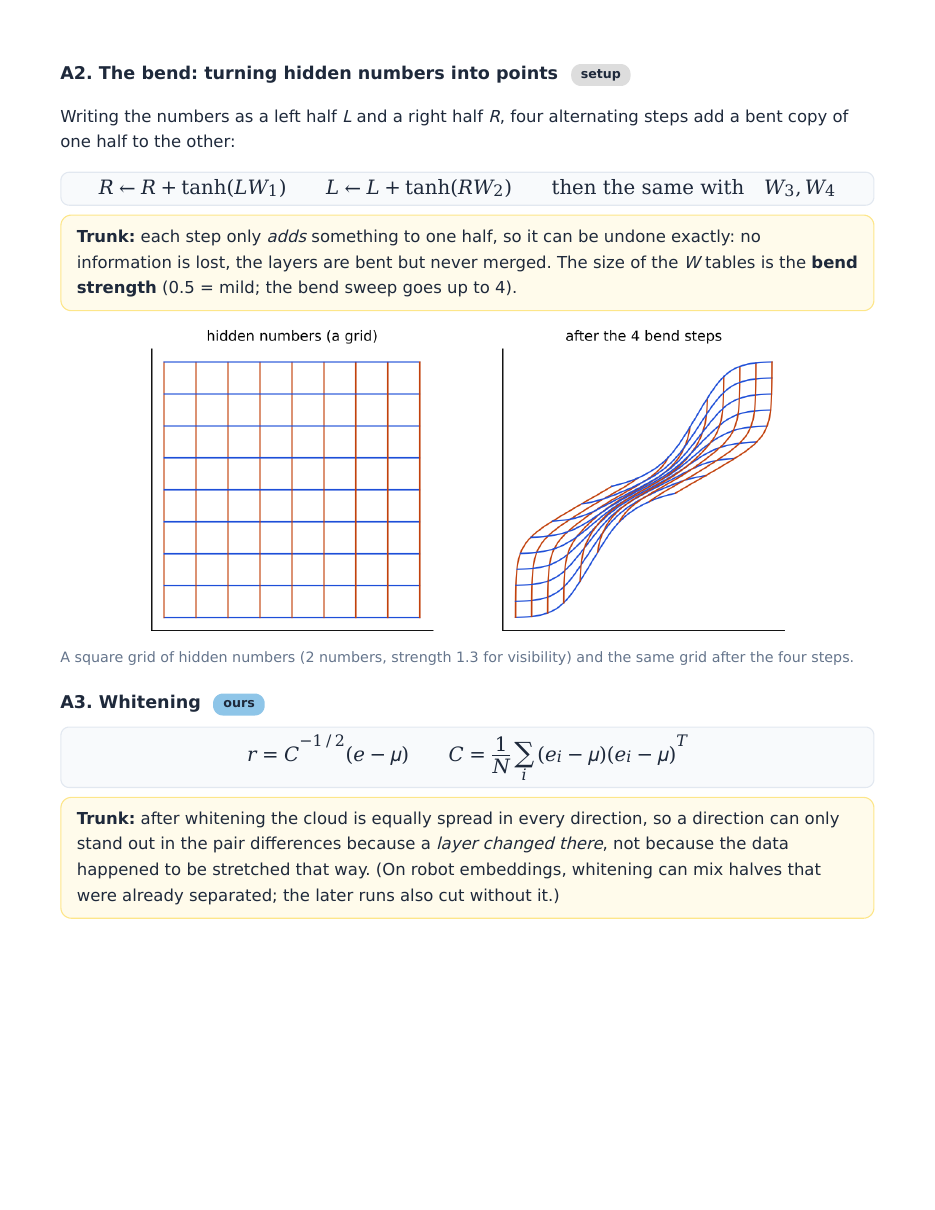 A2. The bend: turning hidden numbers into points setup
Writing the numbers as a left half L and a right half R, four alternating steps add a bent copy of
one half to the other:
R ← R + tanh(LW₁) L ← L + tanh(RW₂) then the same with W₃, W₄
Trunk: each step only adds something to one half, so it can be undone exactly: no
information is lost, the layers are bent but never merged. The size of the W tables is the bend
strength (0.5 = mild; the bend sweep goes up to 4).
hidden numbers (a grid) after the 4 bend steps
A square grid of hidden numbers (2 numbers, strength 1.3 for visibility) and the same grid after the four steps.
A3. Whitening ours
r = C^{−1/2}(e − μ) C = 1/N ∑_i (e_i − μ)(e_i − μ)^T
Trunk: after whitening the cloud is equally spread in every direction, so a direction can only
stand out in the pair differences because a layer changed there, not because the data
happened to be stretched that way. (On robot embeddings, whitening can mix halves that
were already separated; the later runs also cut without it.)